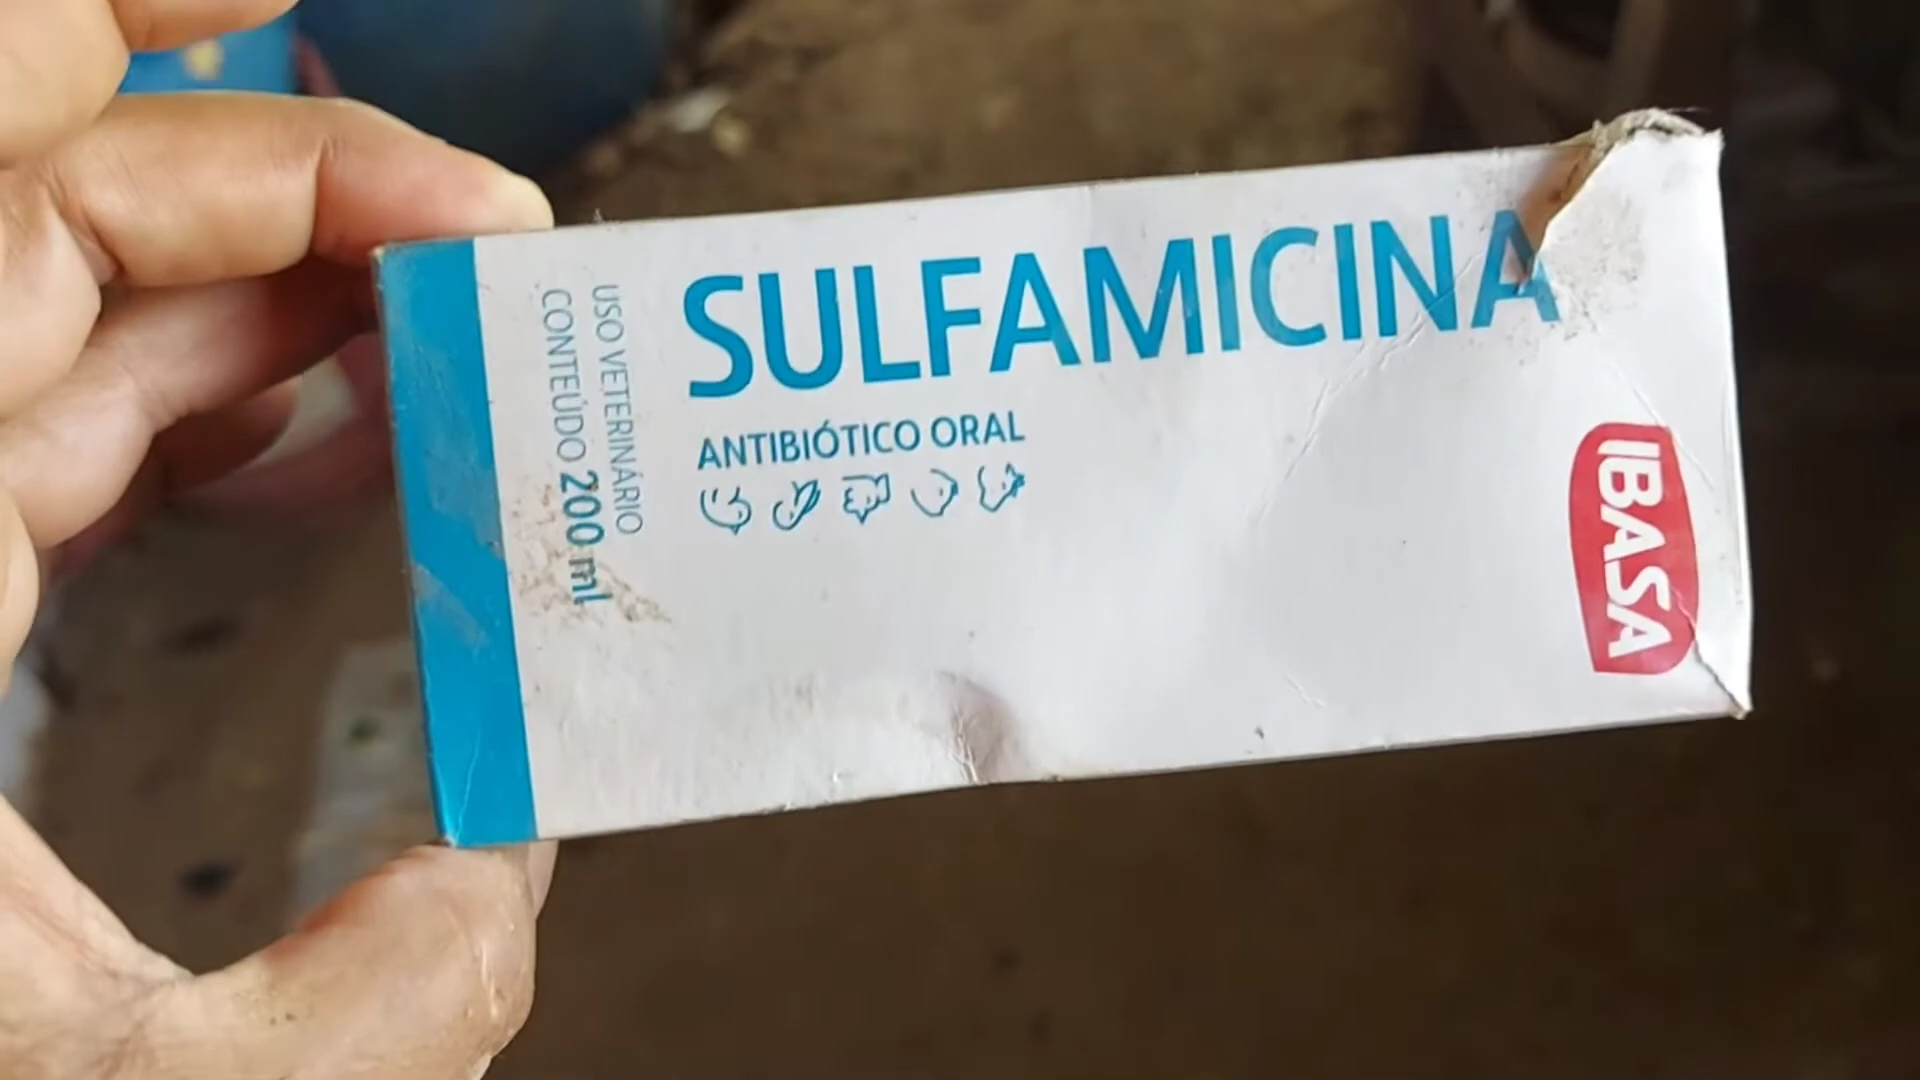 SULFAMICINA
ANTIBIÓTICO ORAL
USO VETERINÁRIO
CONTEÚDO 200 ml
IBASA